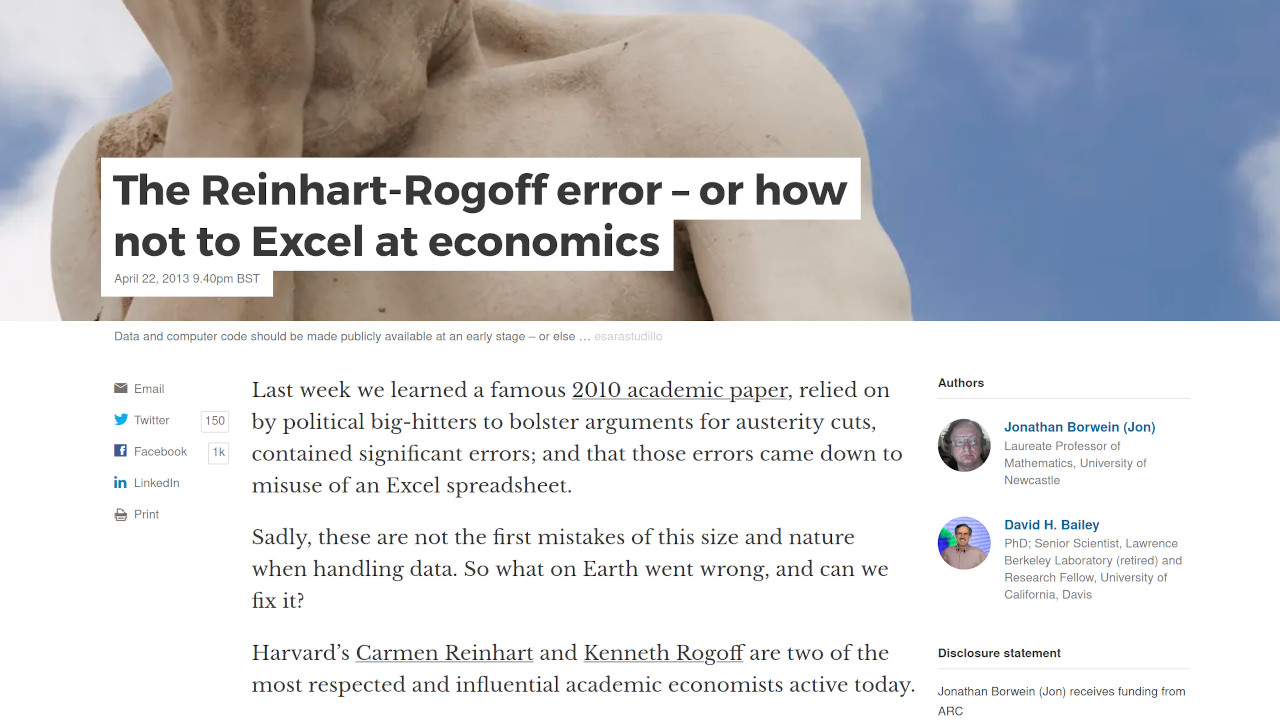 The Reinhart-Rogoff error – or how
not to Excel at economics
April 22, 2013 9.40pm BST
Data and computer code should be made publicly available at an early stage – or else … esarastudillo
Email
Twitter 150
Facebook 1k
LinkedIn
Print
Last week we learned a famous 2010 academic paper, relied on
by political big-hitters to bolster arguments for austerity cuts,
contained significant errors; and that those errors came down to
misuse of an Excel spreadsheet.
Sadly, these are not the first mistakes of this size and nature
when handling data. So what on Earth went wrong, and can we
fix it?
Harvard’s Carmen Reinhart and Kenneth Rogoff are two of the
most respected and influential academic economists active today.
Authors
Jonathan Borwein (Jon)
Laureate Professor of
Mathematics, University of
Newcastle
David H. Bailey
PhD; Senior Scientist, Lawrence
Berkeley Laboratory (retired) and
Research Fellow, University of
California, Davis
Disclosure statement
Jonathan Borwein (Jon) receives funding from
ARC